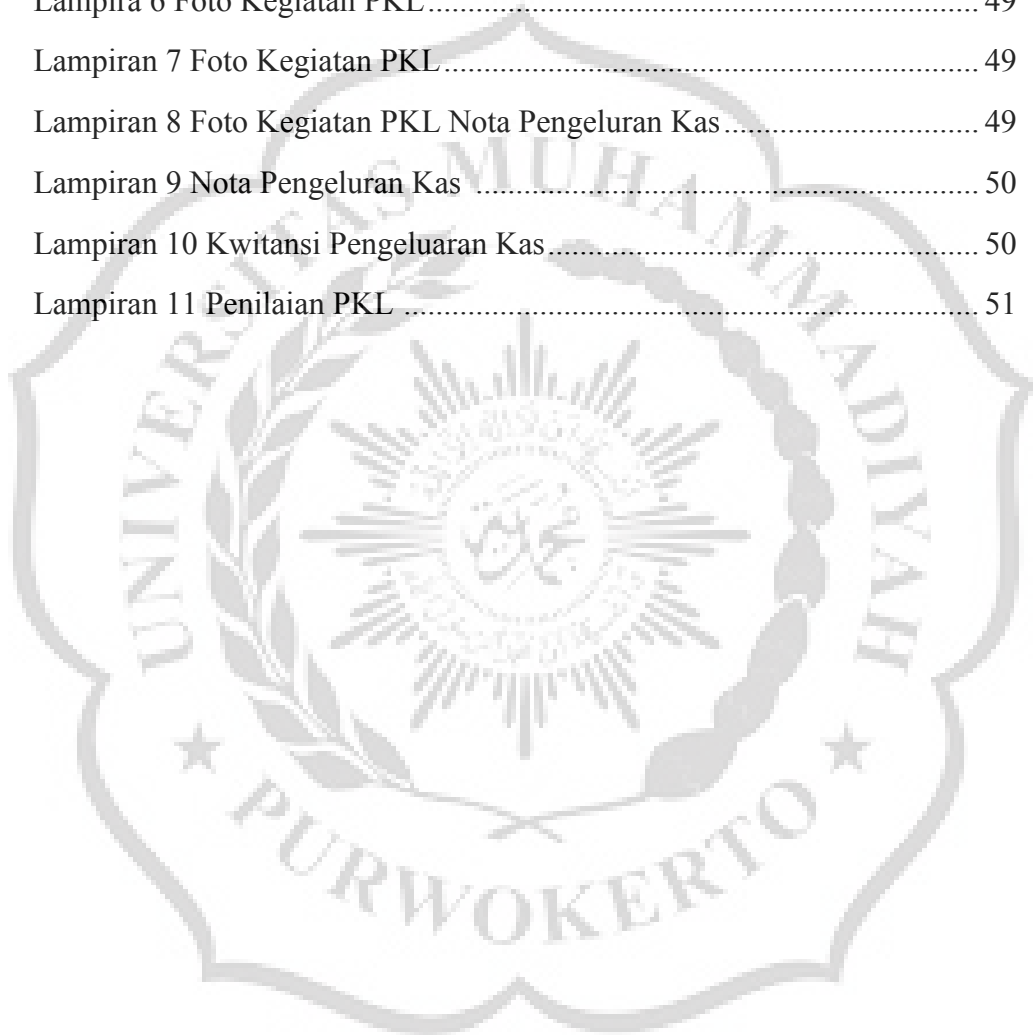 Lampira 6 Foto Kegiatan PKL.......................................................................... 49
Lampiran 7 Foto Kegiatan PKL........................................................................ 49
Lampiran 8 Foto Kegiatan PKL Nota Pengeluran Kas.................................. 49
Lampiran 9 Nota Pengeluran Kas .................................................................. 50
Lampiran 10 Kwitansi Pengeluaran Kas......................................................... 50
Lampiran 11 Penilaian PKL ........................................................................... 51
UNIVERSITAS MUHAMMADIYAH
PURWOKERTO